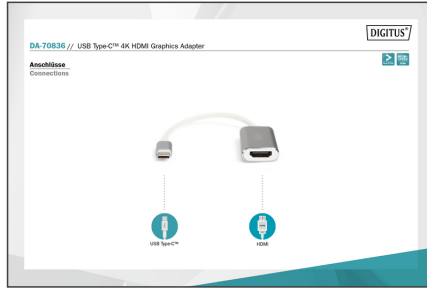 DIGITUS®
DA-70836 // USB Type-C™ 4K HDMI Graphics Adapter
Anschlüsse
Connections
USB Type-C™
HDMI